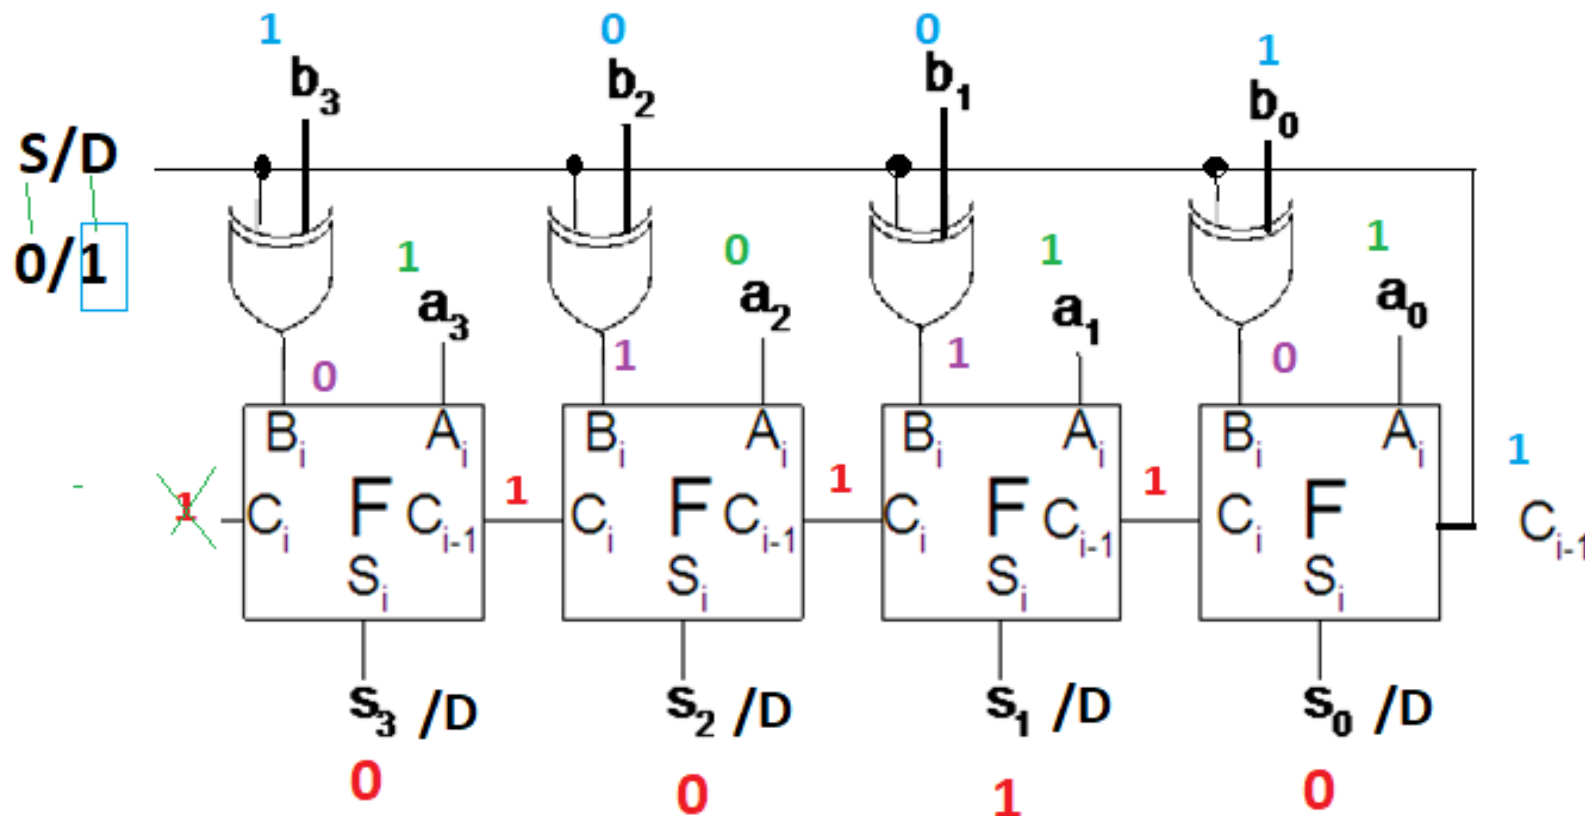 1 0 0 1
b3 b2 b1 b0
S/D
0/1
1 0 1 1
a3 a2 a1 a0
0 1 1 0
Bi Ai Bi Ai Bi Ai Bi Ai
1 1 1 1 1
Ci F Ci-1 Ci F Ci-1 Ci F Ci-1 Ci F Ci-1
Si Si Si Si
s3 /D s2 /D s1 /D s0 /D
0 0 1 0